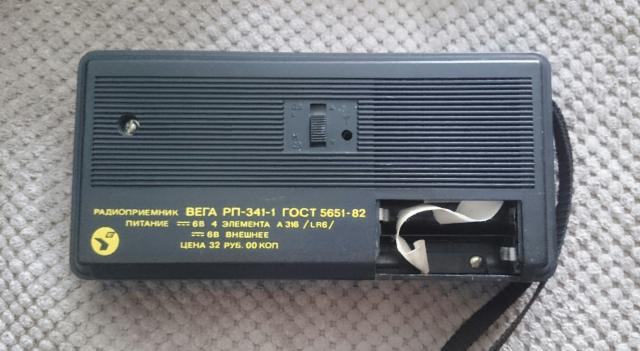 РАДИОПРИЕМНИК ВЕГА РП-341-1 ГОСТ 5651-82
ПИТАНИЕ ⎓ 6В 4 ЭЛЕМЕНТА А 316 /LR6/
⎓ 6В ВНЕШНЕЕ
ЦЕНА 32 РУБ. 00 КОП